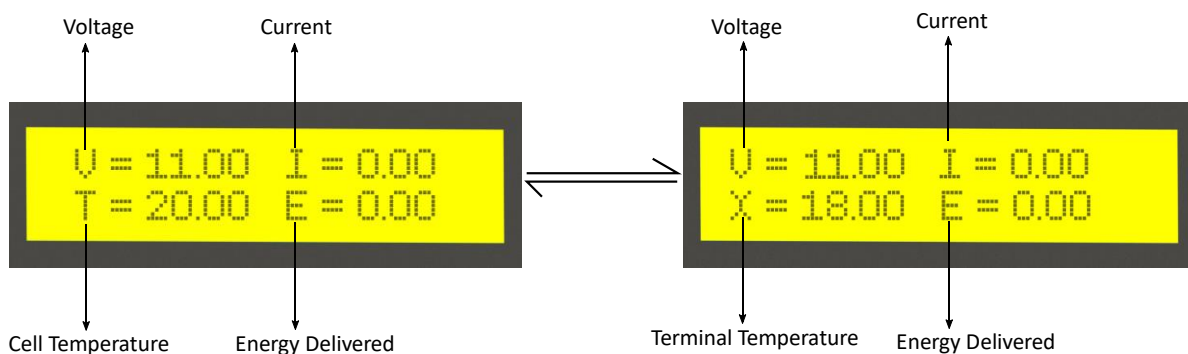 Voltage
Current
V = 11.00 I = 0.00
T = 20.00 E = 0.00
Cell Temperature
Energy Delivered
Voltage
Current
V = 11.00 I = 0.00
X = 18.00 E = 0.00
Terminal Temperature
Energy Delivered